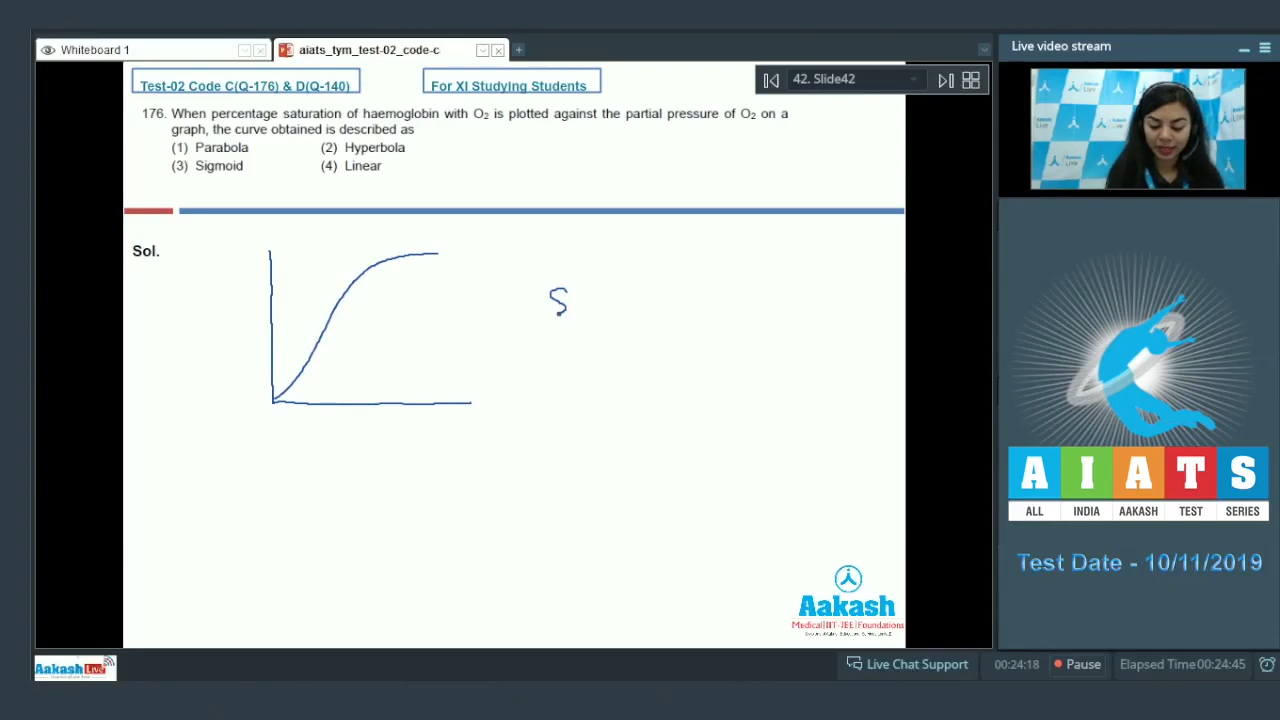 Whiteboard 1
aiats_tym_test-02_code-c
Live video stream
Test-02 Code C(Q-176) & D(Q-140)
For XI Studying Students
42. Slide42
176. When percentage saturation of haemoglobin with O₂ is plotted against the partial pressure of O₂ on a
graph, the curve obtained is described as
(1) Parabola (2) Hyperbola
(3) Sigmoid (4) Linear
Sol.
S
A I A T S
ALL INDIA AAKASH TEST SERIES
Test Date - 10/11/2019
Aakash
Medical|IIT-JEE|Foundations
Aakash Live
Live Chat Support
00:24:18
Pause
Elapsed Time 00:24:45